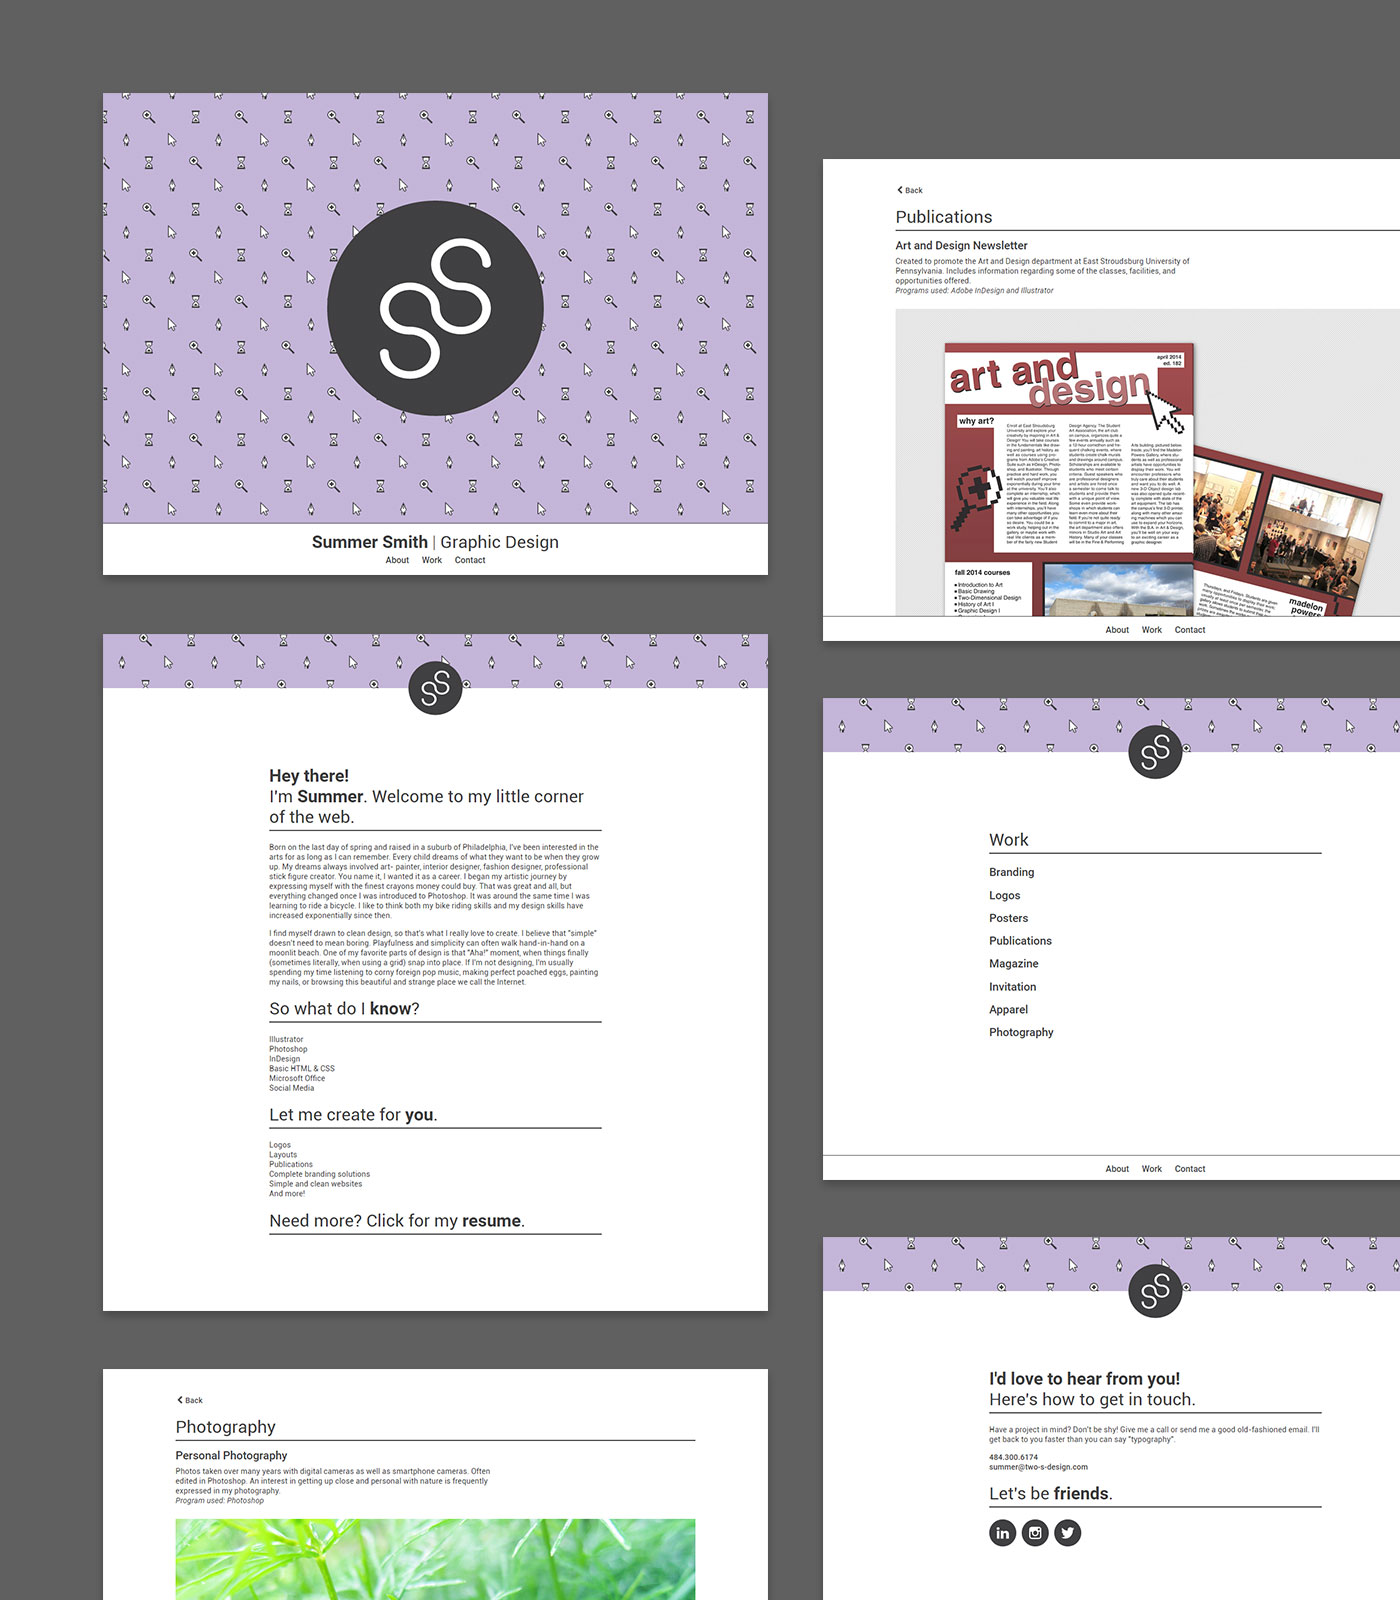 SS
Summer Smith | Graphic Design
About Work Contact
SS
Hey there!
I'm Summer. Welcome to my little corner
of the web.
Born on the last day of spring and raised in a suburb of Philadelphia, I've been interested in the
arts for as long as I can remember. Every child dreams of what they want to be when they grow
up. My dreams always involved art- painter, interior designer, fashion designer, professional
stick figure creator. You name it, I wanted it as a career. I began my artistic journey by
expressing myself with the finest crayons money could buy. That was great and all, but
everything changed once I was introduced to Photoshop. It was around the same time I was
learning to ride a bicycle. I like to think both my bike riding skills and my design skills have
increased exponentially since then.
I find myself drawn to clean design, so that's what I really love to create. I believe that "simple"
doesn't need to mean boring. Playfulness and simplicity can often walk hand-in-hand on a
moonlit beach. One of my favorite parts of design is that "Aha!" moment, when things finally
(sometimes literally, when using a grid) snap into place. If I'm not designing, I'm usually
spending my time listening to corny foreign pop music, making perfect poached eggs, painting
my nails, or browsing this beautiful and strange place we call the Internet.
So what do I know?
Illustrator
Photoshop
InDesign
Basic HTML & CSS
Microsoft Office
Social Media
Let me create for you.
Logos
Layouts
Publications
Complete branding solutions
Simple and clean websites
And more!
Need more? Click for my resume.
Back
Photography
Personal Photography
Photos taken over many years with digital cameras as well as smartphone cameras. Often
edited in Photoshop. An interest in getting up close and personal with nature is frequently
expressed in my photography.
Program used: Photoshop
Back
Publications
Art and Design Newsletter
Created to promote the Art and Design department at East Stroudsburg University of
Pennsylvania. Includes information regarding some of the classes, facilities, and
opportunities offered.
Programs used: Adobe InDesign and Illustrator
art and
design
april 2014
ed. 182
why art?
fall 2014 courses
Introduction to Art
Basic Drawing
Two-Dimensional Design
History of Art I
Graphic Design I
madelon
powers
About Work Contact
SS
Work
Branding
Logos
Posters
Publications
Magazine
Invitation
Apparel
Photography
About Work Contact
SS
I'd love to hear from you!
Here's how to get in touch.
Have a project in mind? Don't be shy! Give me a call or send me a good old-fashioned email. I'll
get back to you faster than you can say "typography".
484.300.6174
summer@two-s-design.com
Let's be friends.
in